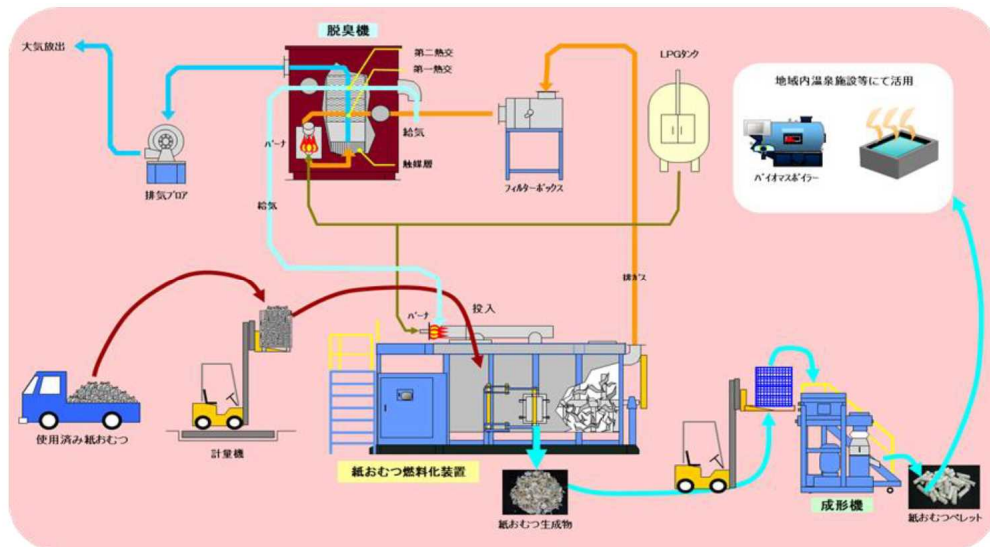 脱臭機
大気放出
第二熱交
第一熱交
LPGタンク
地域内温泉施設等にて活用
給気
バーナ
触媒層
排気ブロア
フィルターボックス
バイオマスボイラー
給気
排ガス
バーナ
投入
使用済み紙おむつ
計量機
紙おむつ燃料化装置
紙おむつ生成物
成形機
紙おむつペレット